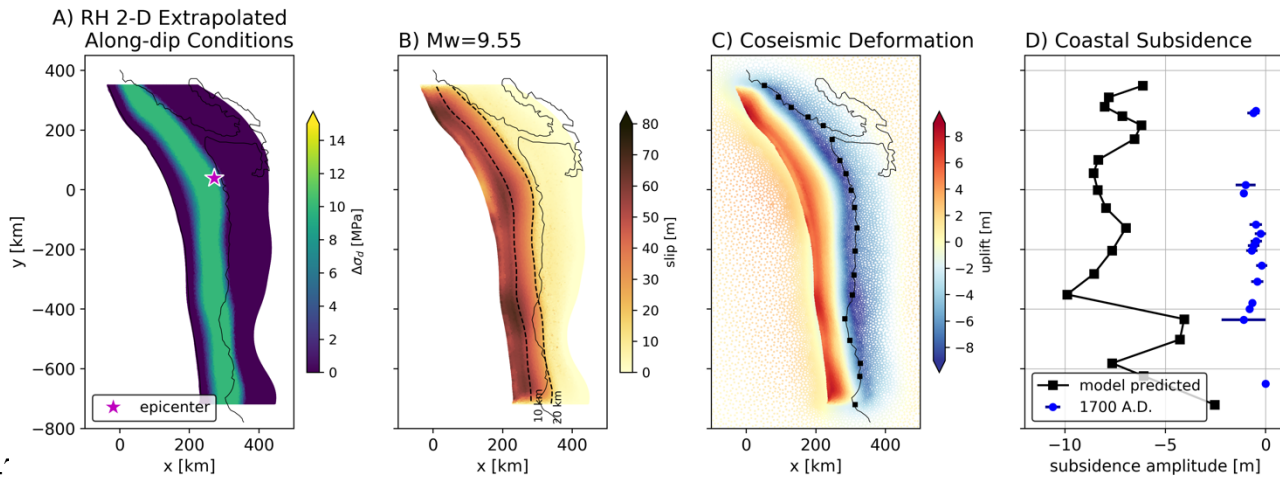 A) RH 2-D Extrapolated
Along-dip Conditions
400
200
0
−200
−400
−600
−800
y [km]
0 200 400
x [km]
epicenter
14
12
10
8
6
4
2
0
Δσd [MPa]
B) Mw=9.55
0 200 400
x [km]
10 km
20 km
80
70
60
50
40
30
20
10
0
slip [m]
C) Coseismic Deformation
0 200 400
x [km]
8
6
4
2
0
−2
−4
−6
−8
uplift [m]
D) Coastal Subsidence
model predicted
1700 A.D.
−10 −5 0
subsidence amplitude [m]